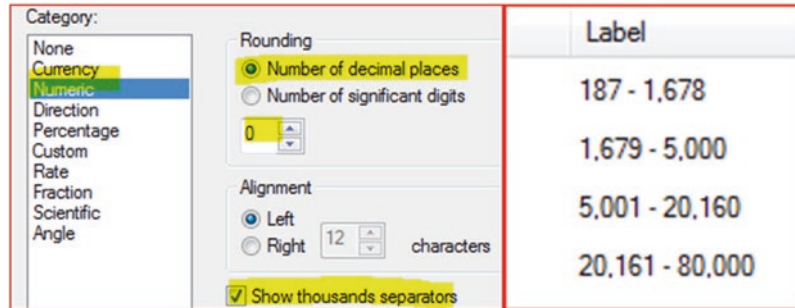 Category:
None
Currency
Numeric
Direction
Percentage
Custom
Rate
Fraction
Scientific
Angle
Rounding
Number of decimal places
Number of significant digits
0
Alignment
Left
Right 12 characters
Show thousands separators
Label
187 - 1,678
1,679 - 5,000
5,001 - 20,160
20,161 - 80,000